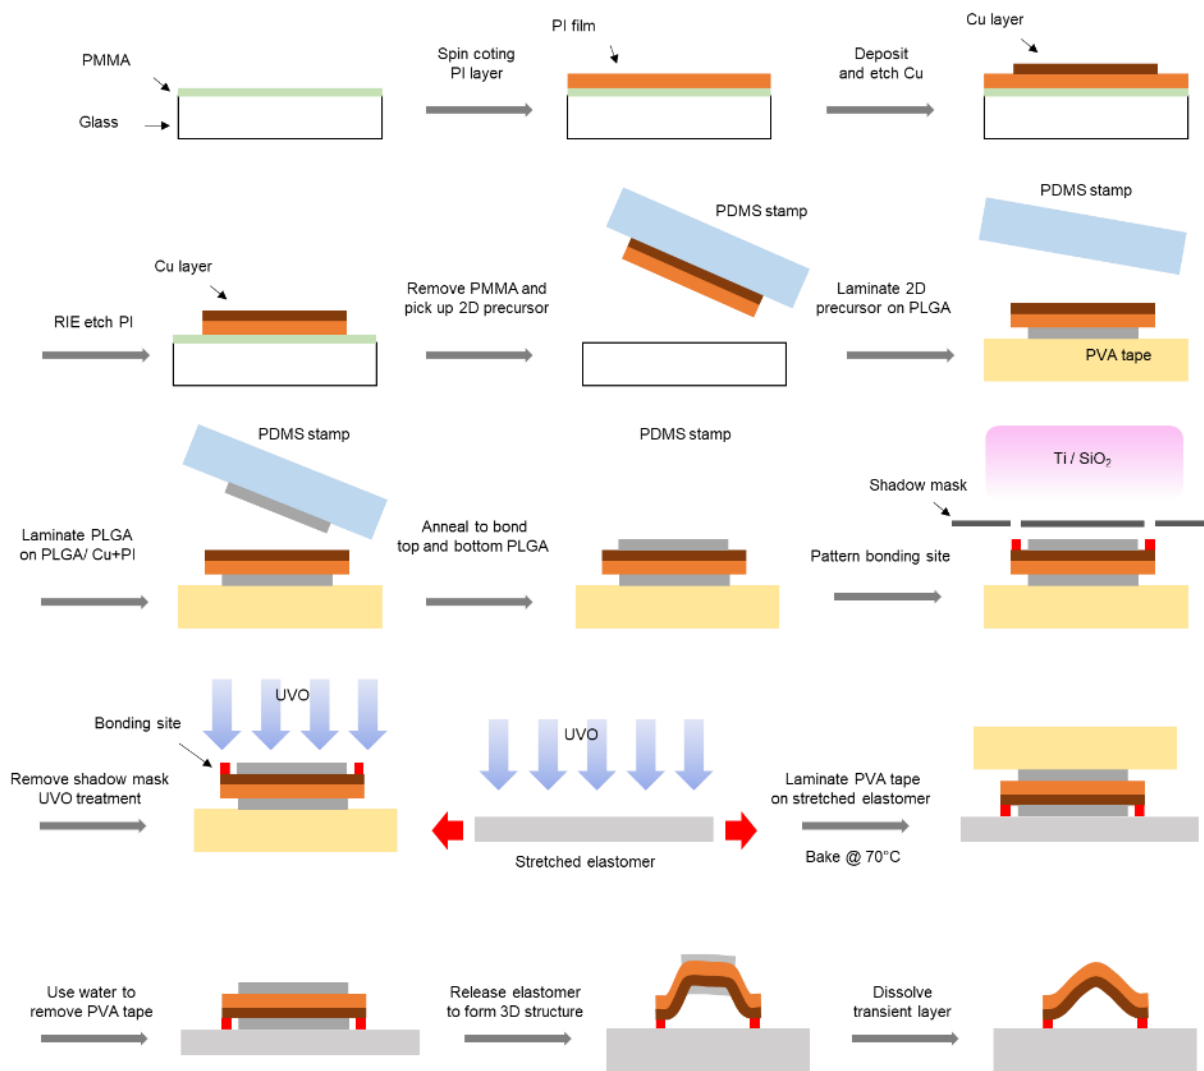 PMMA
Glass
Spin coting
PI layer
PI film
Deposit
and etch Cu
Cu layer
RIE etch PI
Cu layer
Remove PMMA and
pick up 2D precursor
PDMS stamp
Laminate 2D
precursor on PLGA
PDMS stamp
PVA tape
Laminate PLGA
on PLGA/ Cu+PI
PDMS stamp
Anneal to bond
top and bottom PLGA
PDMS stamp
Pattern bonding site
Shadow mask
Ti / SiO₂
Remove shadow mask
UVO treatment
Bonding site
UVO
UVO
Stretched elastomer
Laminate PVA tape
on stretched elastomer
Bake @ 70°C
Use water to
remove PVA tape
Release elastomer
to form 3D structure
Dissolve
transient layer